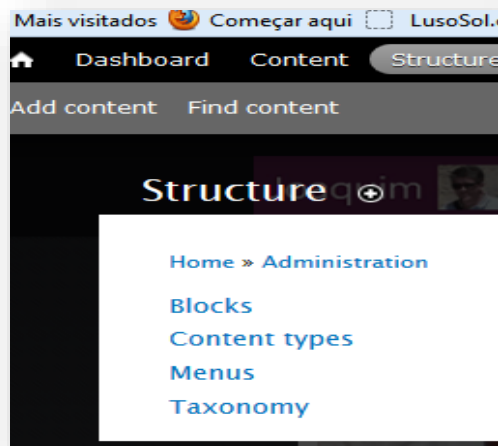 Mais visitados Começar aqui LusoSol.
Dashboard Content Structure
Add content Find content
Structure
Home » Administration
Blocks
Content types
Menus
Taxonomy